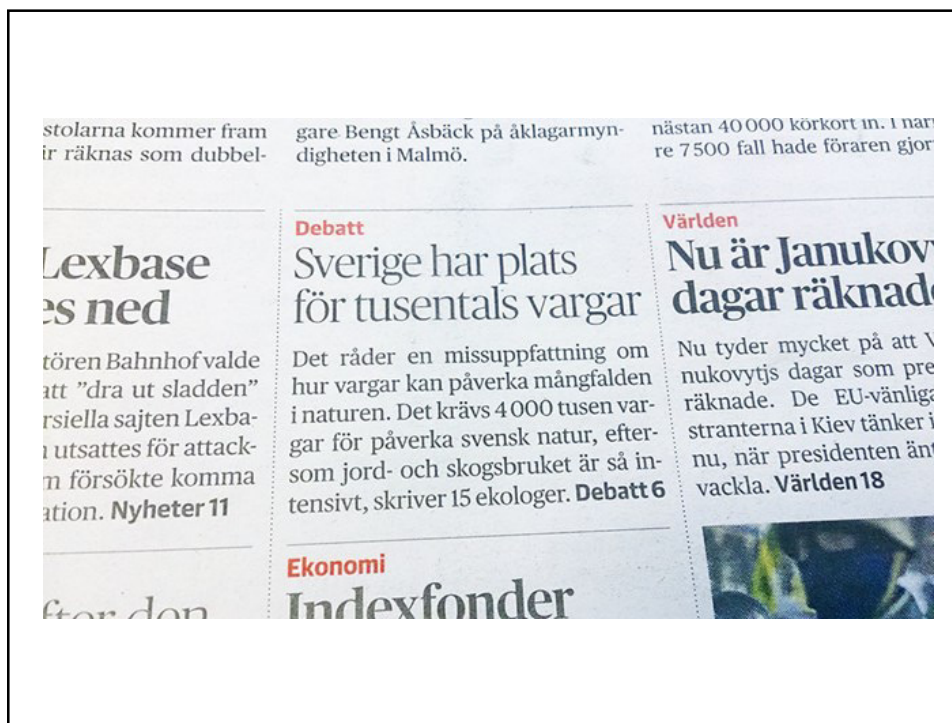 stolarna kommer fram
ir räknas som dubbel-
gare Bengt Åsbäck på åklagarmyn-
digheten i Malmö.
nästan 40 000 körkort in. I när
re 7 500 fall hade föraren gjor
Lexbase
es ned
tören Bahnhof valde
att ”dra ut sladden”
rsiella sajten Lexba-
utsattes för attack-
m försökte komma
ation. Nyheter 11
Debatt
Sverige har plats
för tusentals vargar
Det råder en missuppfattning om
hur vargar kan påverka mångfalden
i naturen. Det krävs 4 000 tusen var-
gar för påverka svensk natur, efter-
som jord- och skogsbruket är så in-
tensivt, skriver 15 ekologer. Debatt 6
Ekonomi
Indexfonder
Världen
Nu är Janukov
dagar räknade
Nu tyder mycket på att V
nukovytjs dagar som pre
räknade. De EU-vänliga
stranterna i Kiev tänker i
nu, när presidenten änt
vackla. Världen 18